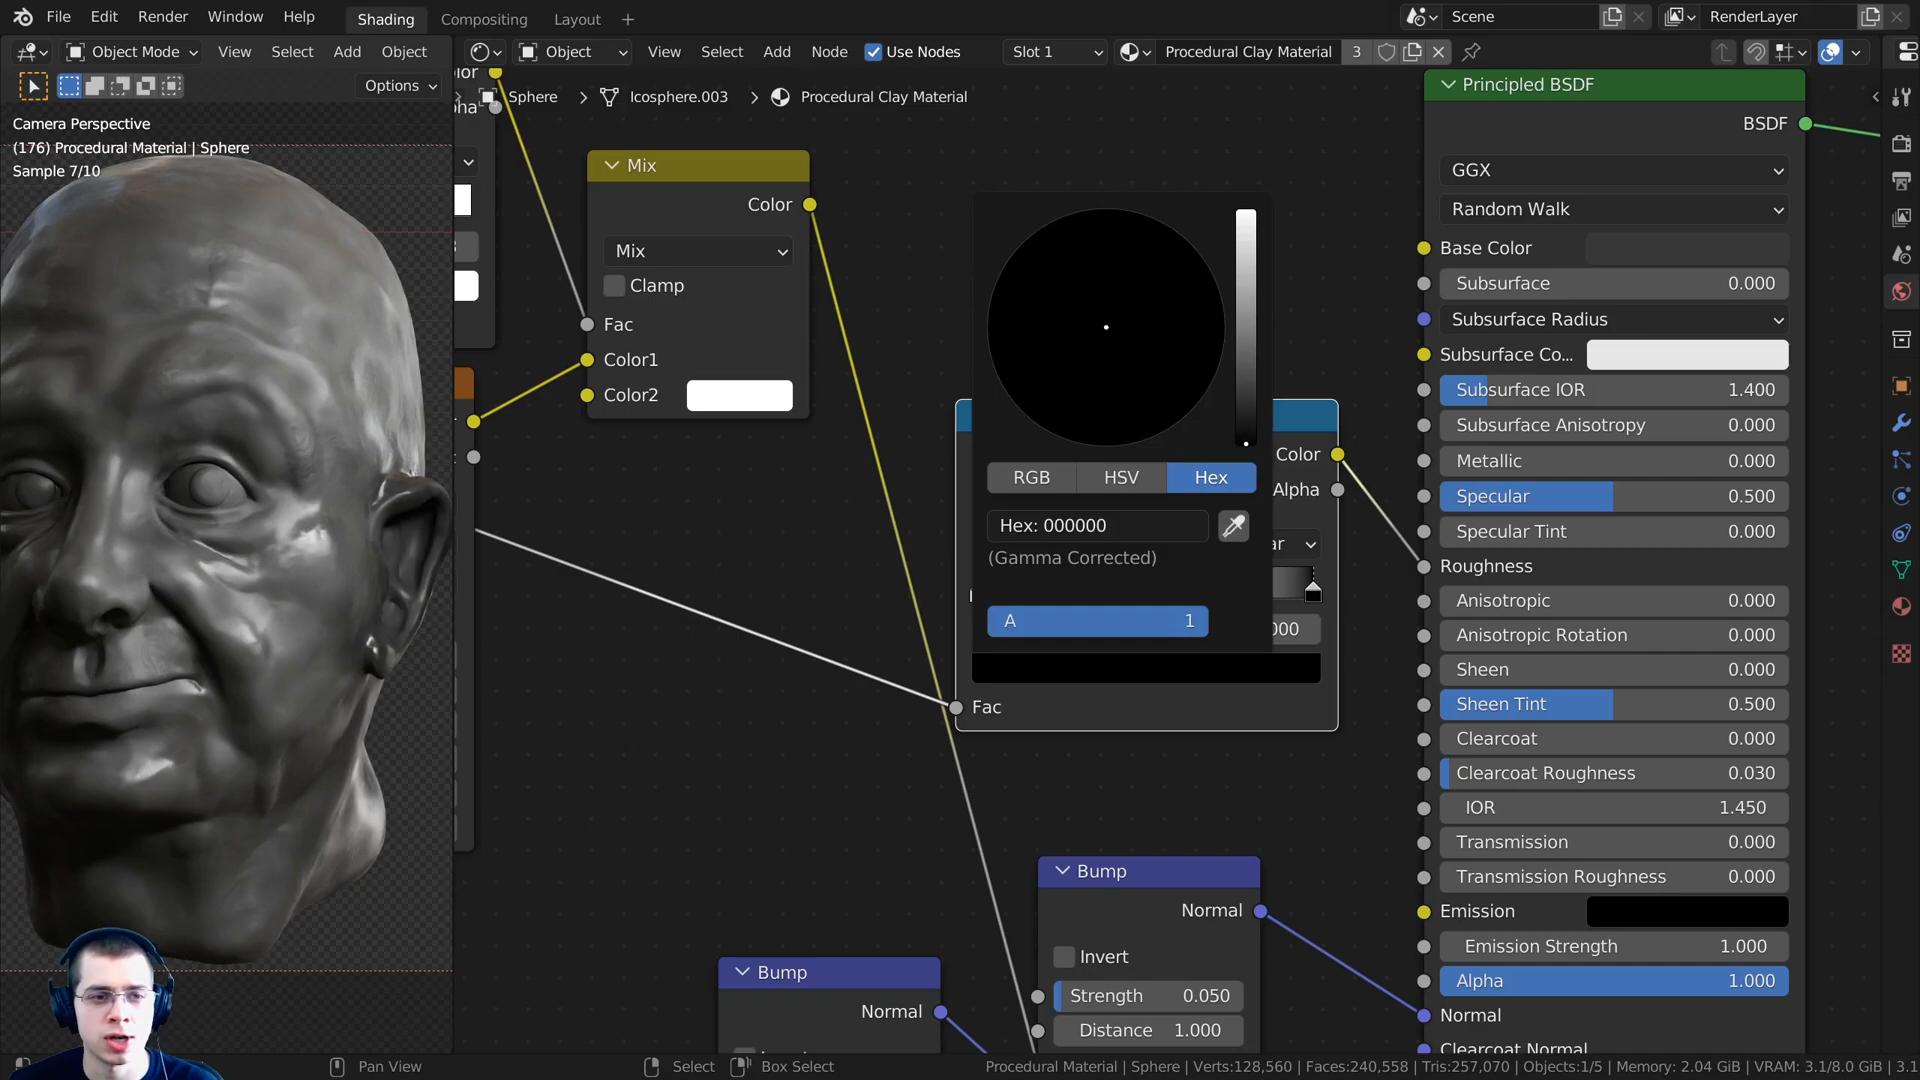 File Edit Render Window Help Shading Compositing Layout + Scene RenderLayer
Object Mode View Select Add Object Object View Select Add Node Use Nodes Slot 1 Procedural Clay Material 3
Options
Sphere > Icosphere.003 > Procedural Clay Material
Camera Perspective
(176) Procedural Material | Sphere
Sample 7/10
Mix
Color
Mix
Clamp
Fac
Color1
Color2
RGB HSV Hex
Hex: 000000
(Gamma Corrected)
A 1
Color
Alpha
ar
000
Fac
Bump
Normal
Invert
Strength 0.050
Distance 1.000
Bump
Normal
Principled BSDF
BSDF
GGX
Random Walk
Base Color
Subsurface 0.000
Subsurface Radius
Subsurface Co...
Subsurface IOR 1.400
Subsurface Anisotropy 0.000
Metallic 0.000
Specular 0.500
Specular Tint 0.000
Roughness
Anisotropic 0.000
Anisotropic Rotation 0.000
Sheen 0.000
Sheen Tint 0.500
Clearcoat 0.000
Clearcoat Roughness 0.030
IOR 1.450
Transmission 0.000
Transmission Roughness 0.000
Emission
Emission Strength 1.000
Alpha 1.000
Normal
Clearcoat Normal
Pan View Select Box Select Procedural Material | Sphere | Verts:128,560 | Faces:240,558 | Tris:257,070 | Objects:1/5 | Memory: 2.04 GiB | VRAM: 3.1/8.0 GiB | 3.1